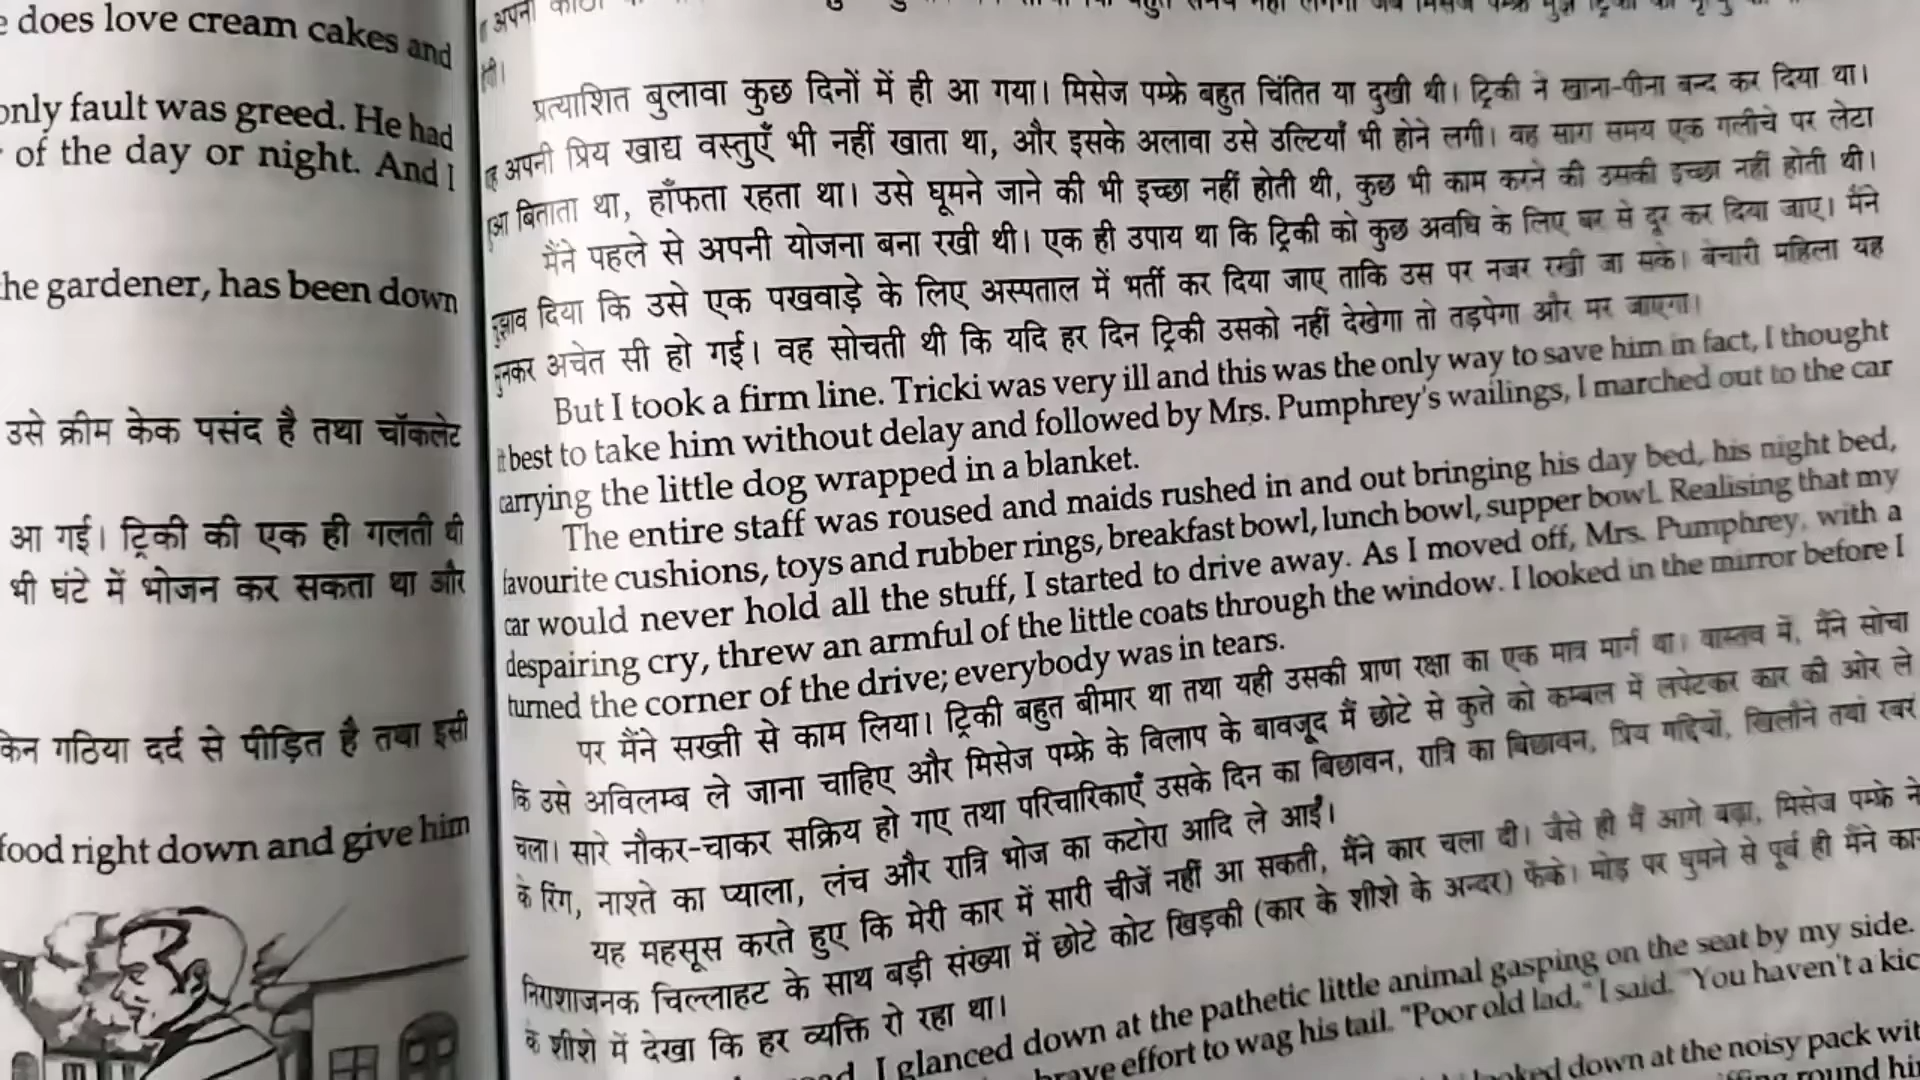 does love cream cakes and
only fault was greed. He had
of the day or night. And I
the gardener, has been down
उसे क्रीम केक पसंद है तथा चॉकलेट
आ गई। ट्रिकी की एक ही गलती थी
भी घंटे में भोजन कर सकता था और
गठिया दर्द से पीड़ित है तथा इसी
food right down and give him
प्रत्याशित बुलावा कुछ दिनों में ही आ गया। मिसेज पम्फ्रे बहुत चिंतित या दुखी थी। ट्रिकी ने खाना-पीना बन्द कर दिया था।
अपनी प्रिय खाद्य वस्तुएँ भी नहीं खाता था, और इसके अलावा उसे उल्टियाँ भी होने लगी। वह सारा समय एक गलीचे पर लेटा
बिताता था, हाँफता रहता था। उसे घूमने जाने की भी इच्छा नहीं होती थी, कुछ भी काम करने की उसकी इच्छा नहीं होती थी।
मैंने पहले से अपनी योजना बना रखी थी। एक ही उपाय था कि ट्रिकी को कुछ अवधि के लिए घर से दूर कर दिया जाए। मैंने
सुझाव दिया कि उसे एक पखवाड़े के लिए अस्पताल में भर्ती कर दिया जाए ताकि उस पर नजर रखी जा सके। बेचारी महिला यह
सुनकर अचेत सी हो गई। वह सोचती थी कि यदि हर दिन ट्रिकी उसको नहीं देखेगा तो तड़पेगा और मर जाएगा।
But I took a firm line. Tricki was very ill and this was the only way to save him in fact, I thought
it best to take him without delay and followed by Mrs. Pumphrey's wailings, I marched out to the car
carrying the little dog wrapped in a blanket.
The entire staff was roused and maids rushed in and out bringing his day bed, his night bed,
favourite cushions, toys and rubber rings, breakfast bowl, lunch bowl, supper bowl. Realising that my
car would never hold all the stuff, I started to drive away. As I moved off, Mrs. Pumphrey, with a
despairing cry, threw an armful of the little coats through the window. I looked in the mirror before I
turned the corner of the drive; everybody was in tears.
पर मैंने सख्ती से काम लिया। ट्रिकी बहुत बीमार था तथा यही उसकी प्राण रक्षा का एक मात्र मार्ग था। वास्तव में, मैंने सोचा
कि उसे अविलम्ब ले जाना चाहिए और मिसेज पम्फ्रे के विलाप के बावजूद मैं छोटे से कुत्ते को कम्बल में लपेटकर कार की ओर ले
चला। सारे नौकर-चाकर सक्रिय हो गए तथा परिचारिकाएँ उसके दिन का बिछावन, रात्रि का बिछावन, प्रिय गद्दियों, खिलौने तथा रबर
के रिंग, नाश्ते का प्याला, लंच और रात्रि भोज का कटोरा आदि ले आईं।
यह महसूस करते हुए कि मेरी कार में सारी चीजें नहीं आ सकती, मैंने कार चला दी। जैसे ही मैं आगे बढ़ा, मिसेज पम्फ्रे ने
निराशाजनक चिल्लाहट के साथ बड़ी संख्या में छोटे कोट खिड़की (कार के शीशे के अन्दर) फेंके। मोड़ पर घुमने से पूर्व ही मैंने कार
के शीशे में देखा कि हर व्यक्ति रो रहा था।
I glanced down at the pathetic little animal gasping on the seat by my side.
brave effort to wag his tail. "Poor old lad," I said. "You haven't a kick
looked down at the noisy pack with
round him